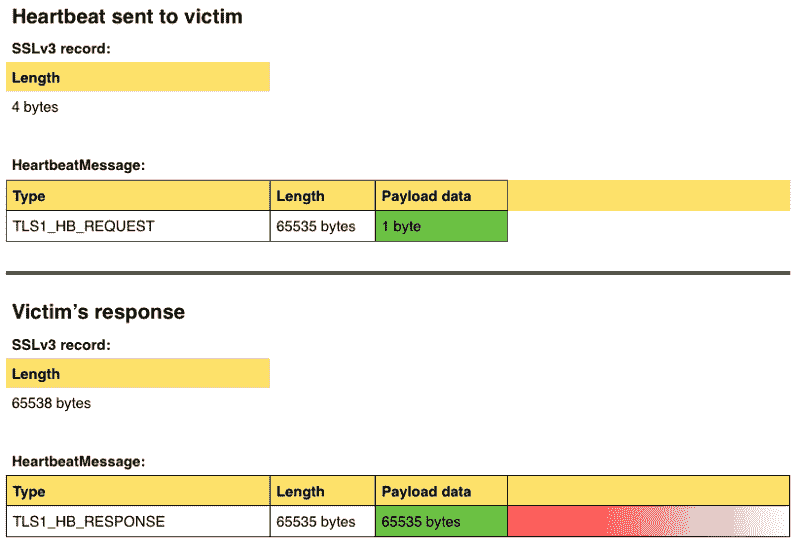 Heartbeat sent to victim
SSLv3 record:
Length
4 bytes
HeartbeatMessage:
Type Length Payload data
TLS1_HB_REQUEST 65535 bytes 1 byte
Victim's response
SSLv3 record:
Length
65538 bytes
HeartbeatMessage:
Type Length Payload data
TLS1_HB_RESPONSE 65535 bytes 65535 bytes